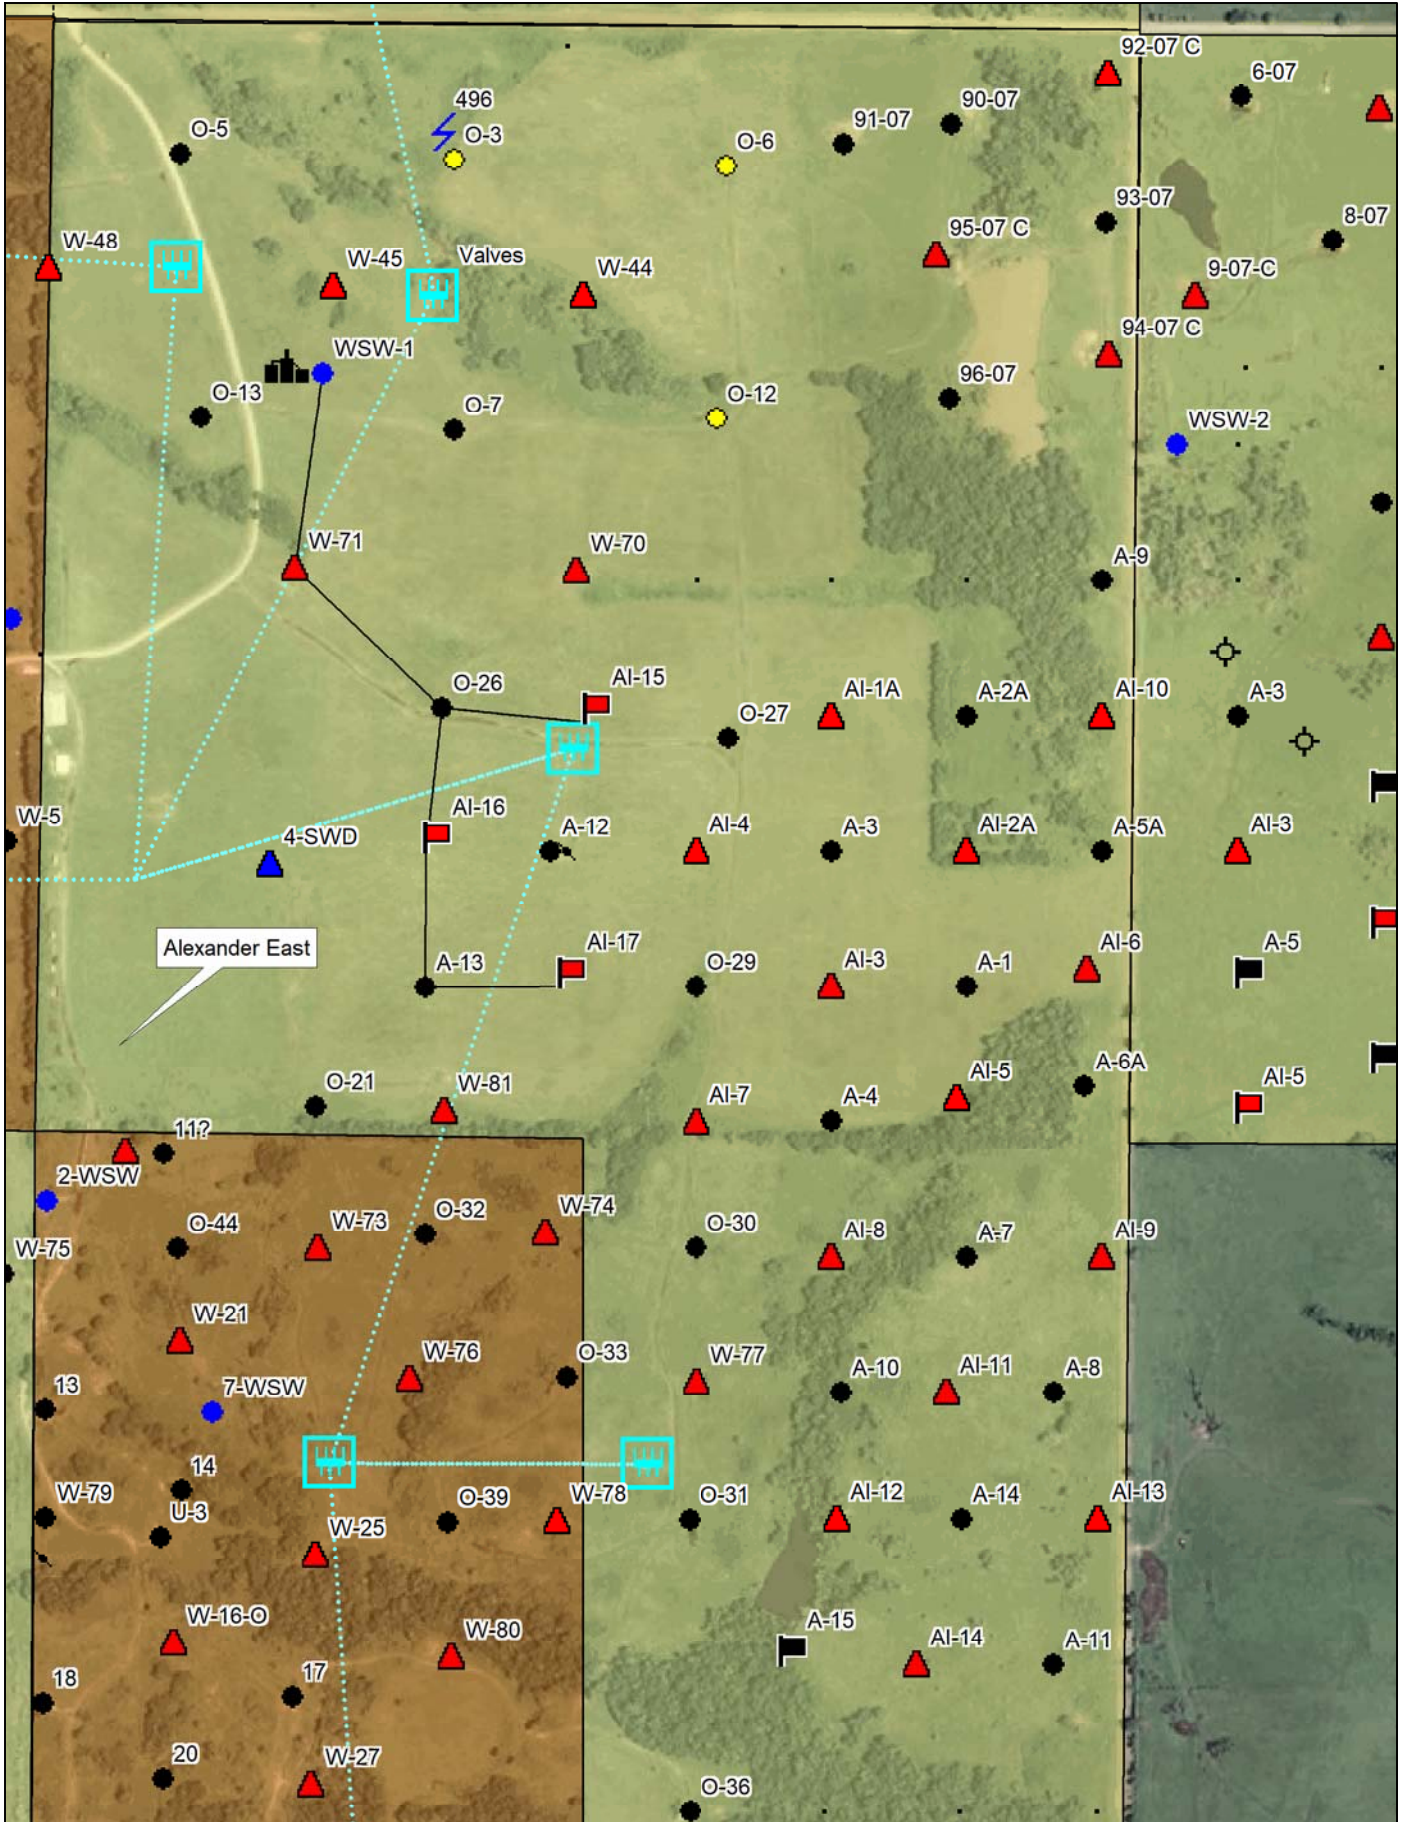 92-07 C
6-07
496
90-07
91-07
O-5
O-3
O-6
93-07
8-07
W-48
95-07 C
W-45
Valves
W-44
9-07-C
94-07 C
WSW-1
O-13
O-7
O-12
96-07
WSW-2
W-71
W-70
A-9
O-26
AI-15
O-27
AI-1A
A-2A
AI-10
A-3
W-5
4-SWD
AI-16
A-12
AI-4
A-3
AI-2A
A-5A
AI-3
Alexander East
A-13
AI-17
O-29
AI-3
A-1
AI-6
A-5
O-21
W-81
AI-7
A-4
AI-5
A-6A
AI-5
11?
2-WSW
O-44
W-73
O-32
W-74
O-30
AI-8
A-7
AI-9
W-75
W-21
W-76
O-33
W-77
A-10
AI-11
A-8
13
7-WSW
14
W-79
U-3
W-25
O-39
W-78
O-31
AI-12
A-14
AI-13
W-16-O
W-80
A-15
AI-14
A-11
18
17
20
W-27
O-36